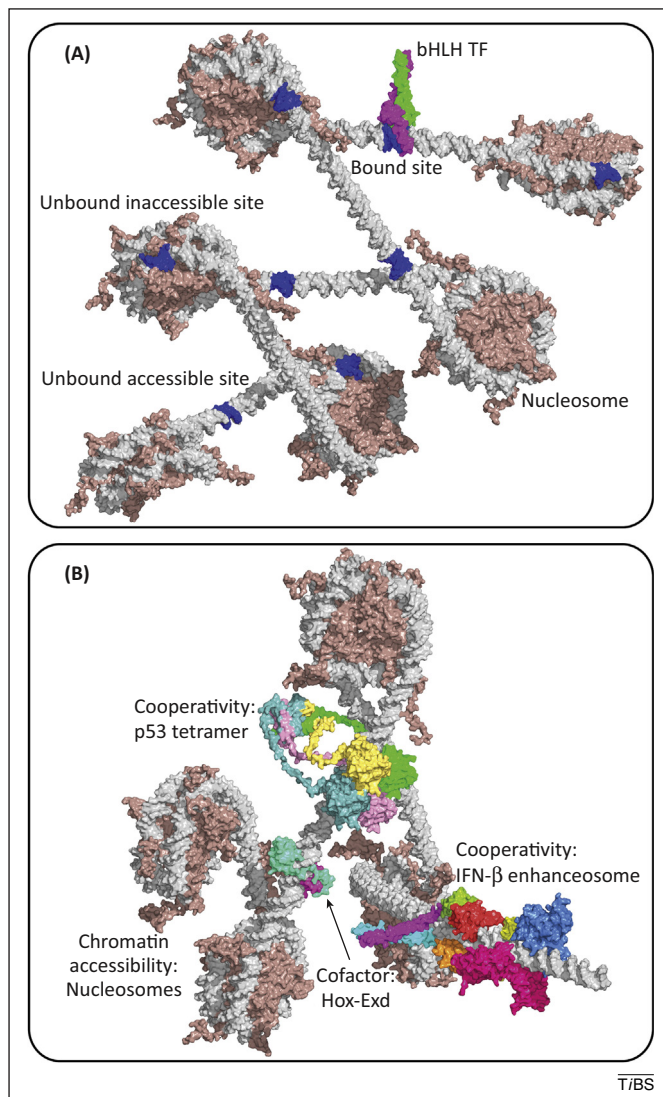 (A)
bHLH TF
Bound site
Unbound inaccessible site
Unbound accessible site
Nucleosome
(B)
Cooperativity:
p53 tetramer
Cooperativity:
IFN-β enhanceosome
Chromatin
accessibility:
Nucleosomes
Cofactor:
Hox-Exd
TiBS